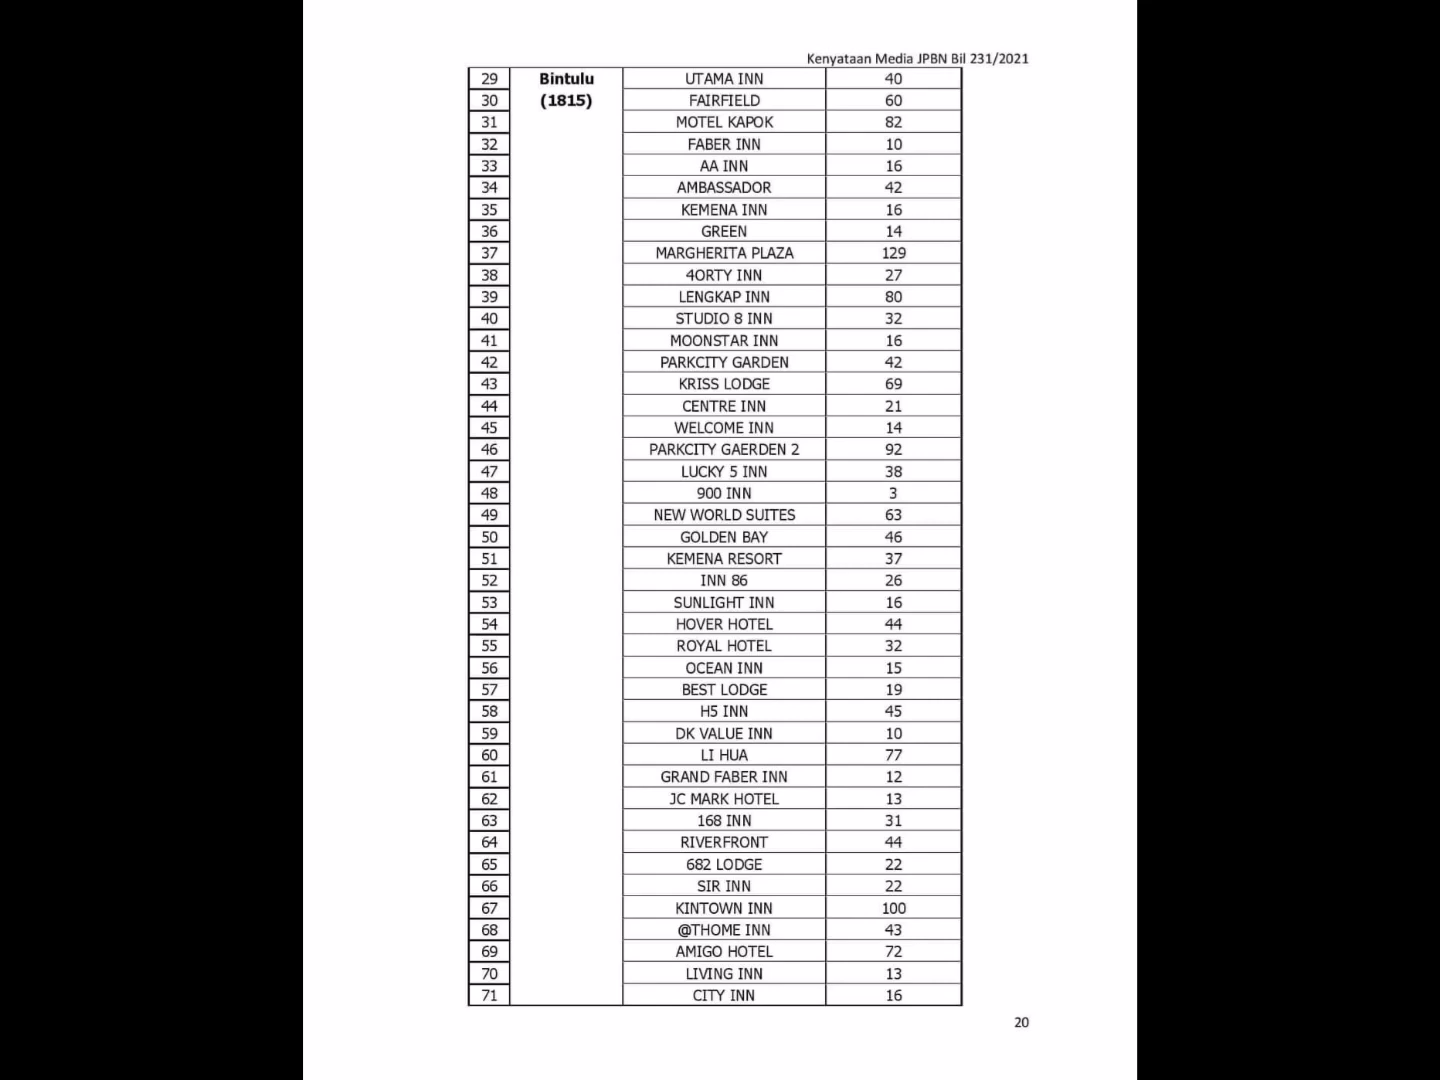 Kenyataan Media JPBN Bil 231/2021
29 Bintulu UTAMA INN 40
30 (1815) FAIRFIELD 60
31 MOTEL KAPOK 82
32 FABER INN 10
33 AA INN 16
34 AMBASSADOR 42
35 KEMENA INN 16
36 GREEN 14
37 MARGHERITA PLAZA 129
38 4ORTY INN 27
39 LENGKAP INN 80
40 STUDIO 8 INN 32
41 MOONSTAR INN 16
42 PARKCITY GARDEN 42
43 KRISS LODGE 69
44 CENTRE INN 21
45 WELCOME INN 14
46 PARKCITY GAERDEN 2 92
47 LUCKY 5 INN 38
48 900 INN 3
49 NEW WORLD SUITES 63
50 GOLDEN BAY 46
51 KEMENA RESORT 37
52 INN 86 26
53 SUNLIGHT INN 16
54 HOVER HOTEL 44
55 ROYAL HOTEL 32
56 OCEAN INN 15
57 BEST LODGE 19
58 H5 INN 45
59 DK VALUE INN 10
60 LI HUA 77
61 GRAND FABER INN 12
62 JC MARK HOTEL 13
63 168 INN 31
64 RIVERFRONT 44
65 682 LODGE 22
66 SIR INN 22
67 KINTOWN INN 100
68 @THOME INN 43
69 AMIGO HOTEL 72
70 LIVING INN 13
71 CITY INN 16
20